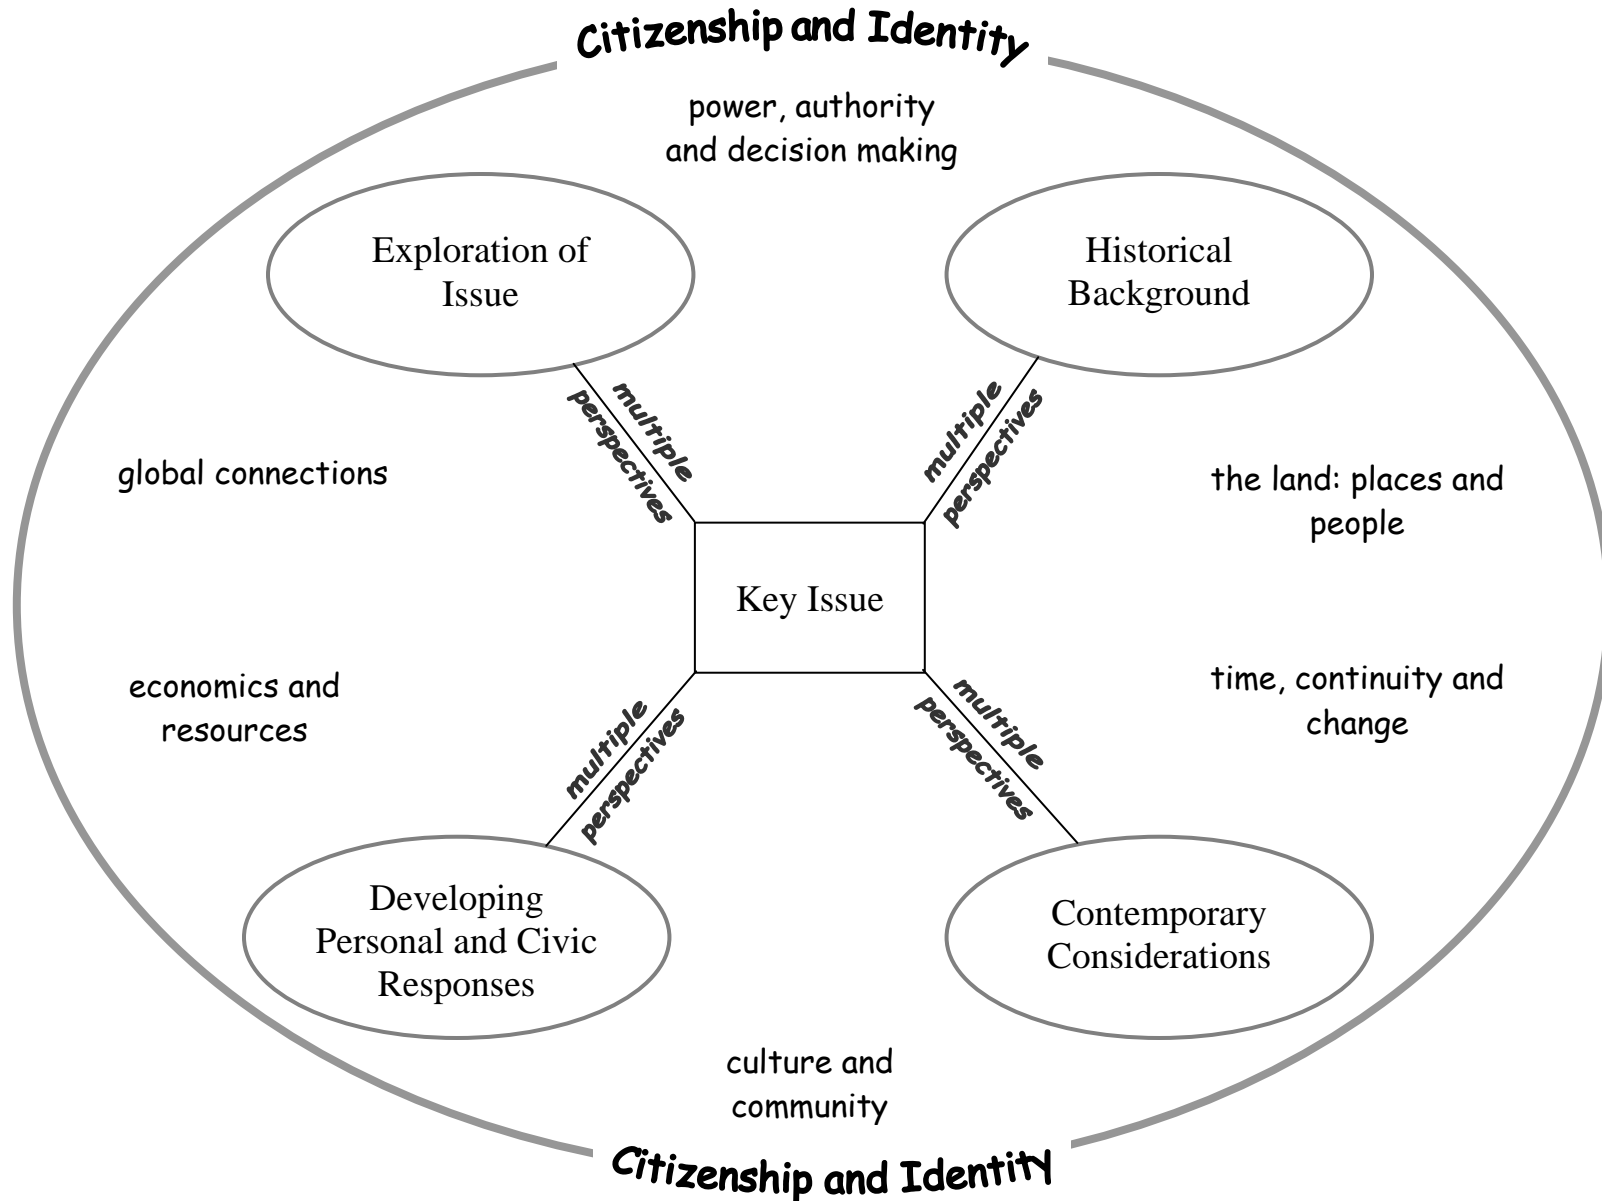 Citizenship and Identity
power, authority
and decision making
Exploration of
Issue
Historical
Background
multiple
perspectives
multiple
perspectives
global connections
the land: places and
people
Key Issue
economics and
resources
time, continuity and
change
multiple
perspectives
multiple
perspectives
Developing
Personal and Civic
Responses
Contemporary
Considerations
culture and
community
Citizenship and Identity